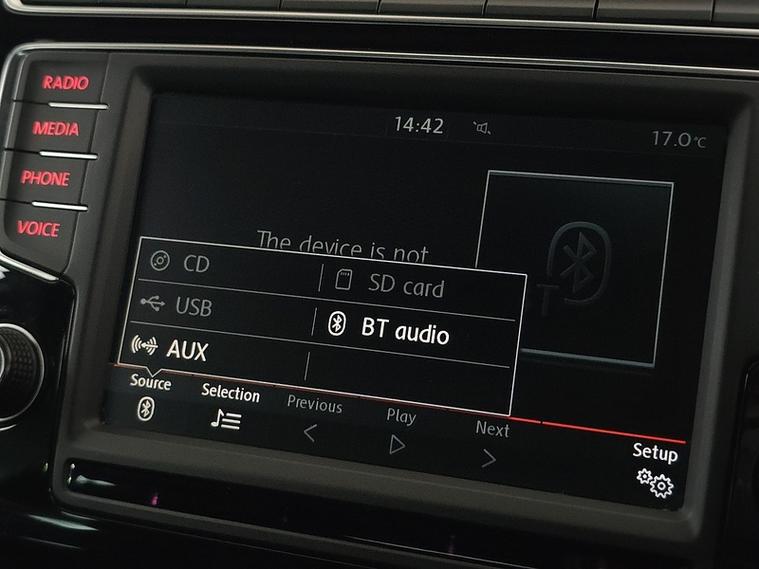 RADIO
MEDIA
PHONE
VOICE
14:42
17.0°C
The device is not
CD
SD card
USB
BT audio
AUX
Source
Selection
Previous
Play
Next
Setup